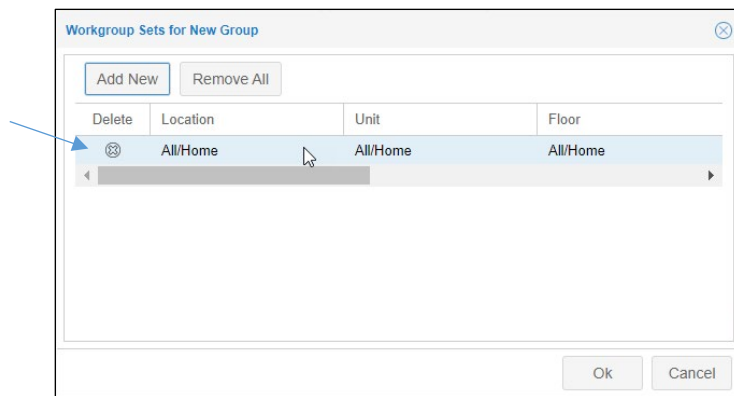 Workgroup Sets for New Group
Add New Remove All
Delete Location Unit Floor
All/Home All/Home All/Home
Ok Cancel